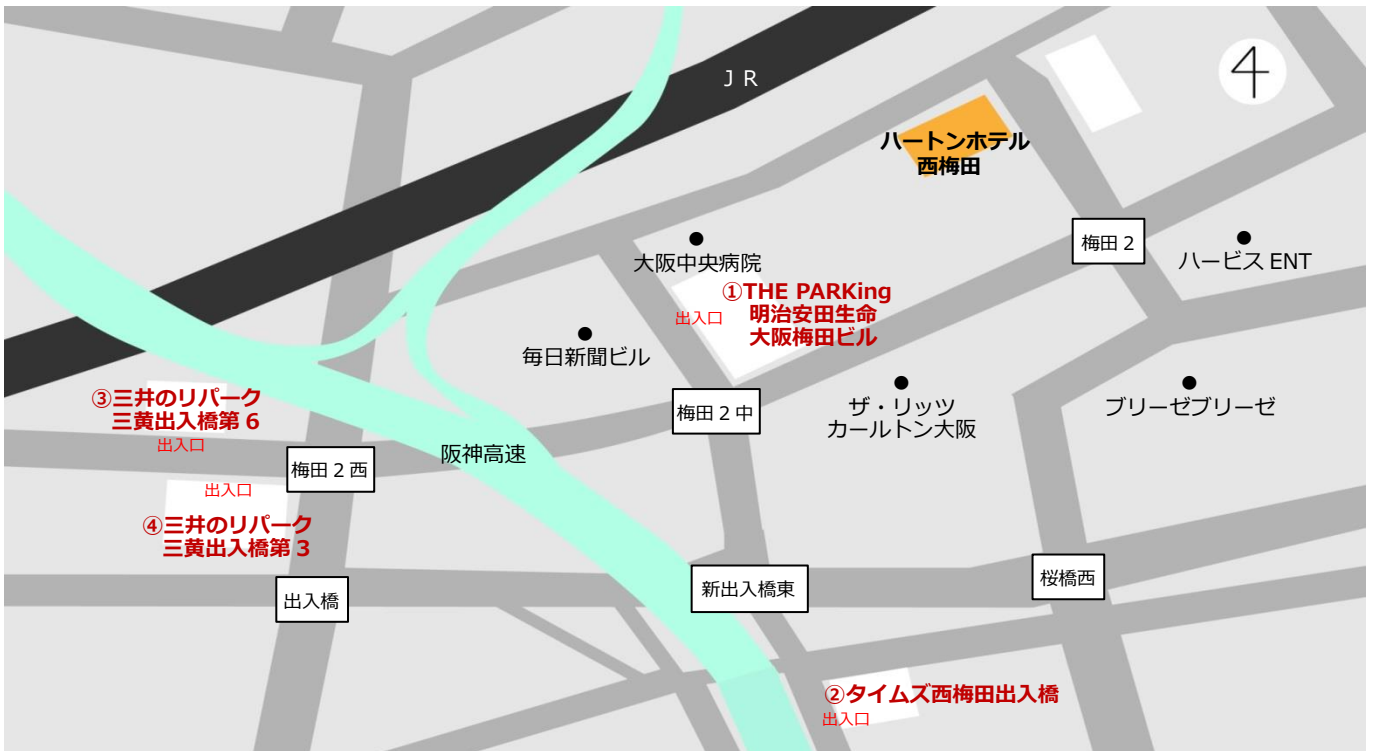 JR
ハートンホテル
西梅田
梅田2
ハービス ENT
大阪中央病院
①THE PARKing
明治安田生命
大阪梅田ビル
出入口
毎日新聞ビル
③三井のリパーク
三黄出入橋第6
出入口
梅田2中
ザ・リッツ
カールトン大阪
ブリーゼブリーゼ
阪神高速
梅田2西
出入口
④三井のリパーク
三黄出入橋第3
新出入橋東
桜橋西
出入橋
②タイムズ西梅田出入橋
出入口